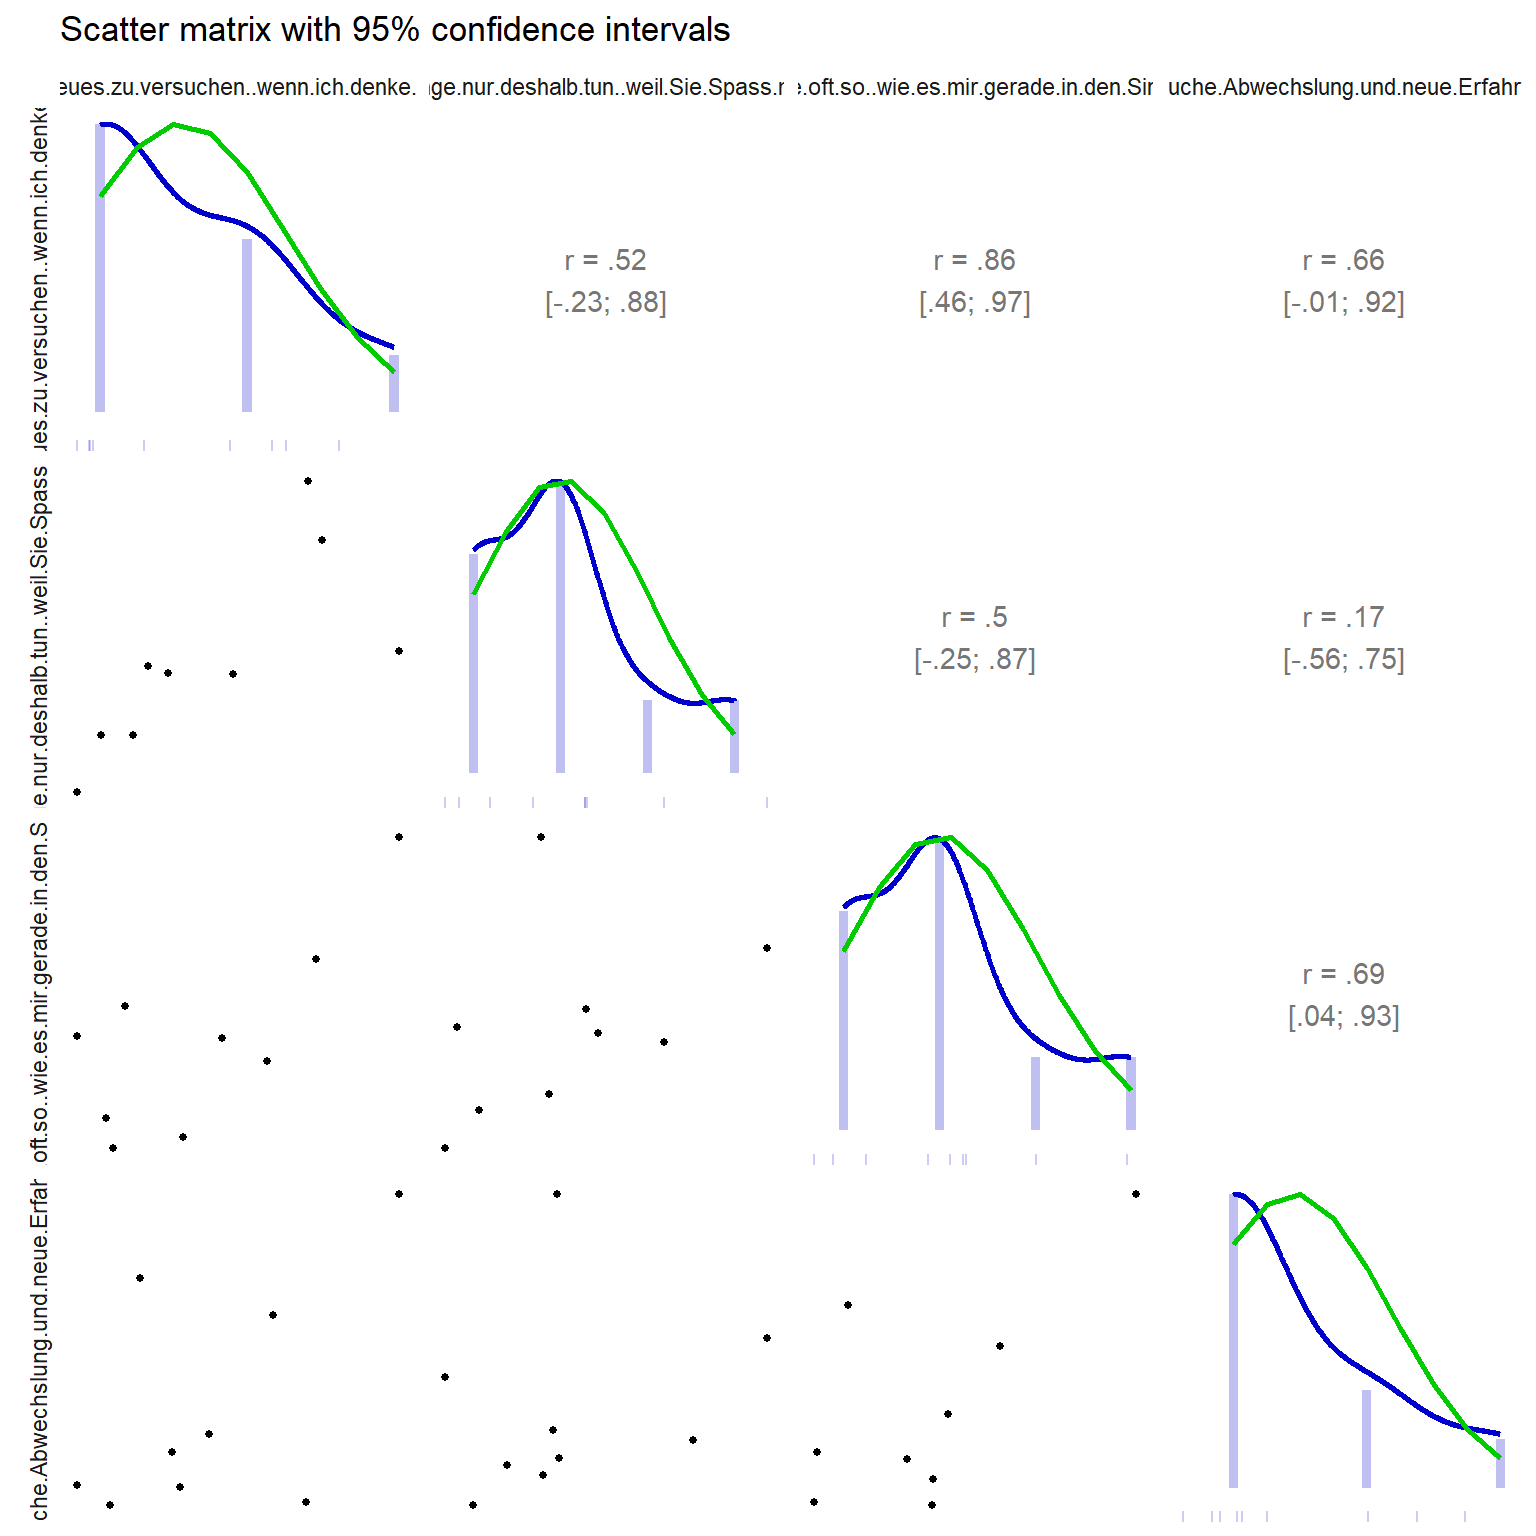 Scatter matrix with 95% confidence intervals
eues.zu.versuchen..wenn.ich.denke. ge.nur.deshalb.tun..weil.Sie.Spass. e.oft.so..wie.es.mir.gerade.in.den.Sin uche.Abwechslung.und.neue.Erfahr
es.zu.versuchen..wenn.ich.denke
r = .52
[-.23; .88]
r = .86
[.46; .97]
r = .66
[-.01; .92]
e.nur.deshalb.tun..weil.Sie.Spass
r = .5
[-.25; .87]
r = .17
[-.56; .75]
oft.so..wie.es.mir.gerade.in.den.S
r = .69
[.04; .93]
che.Abwechslung.und.neue.Erfah